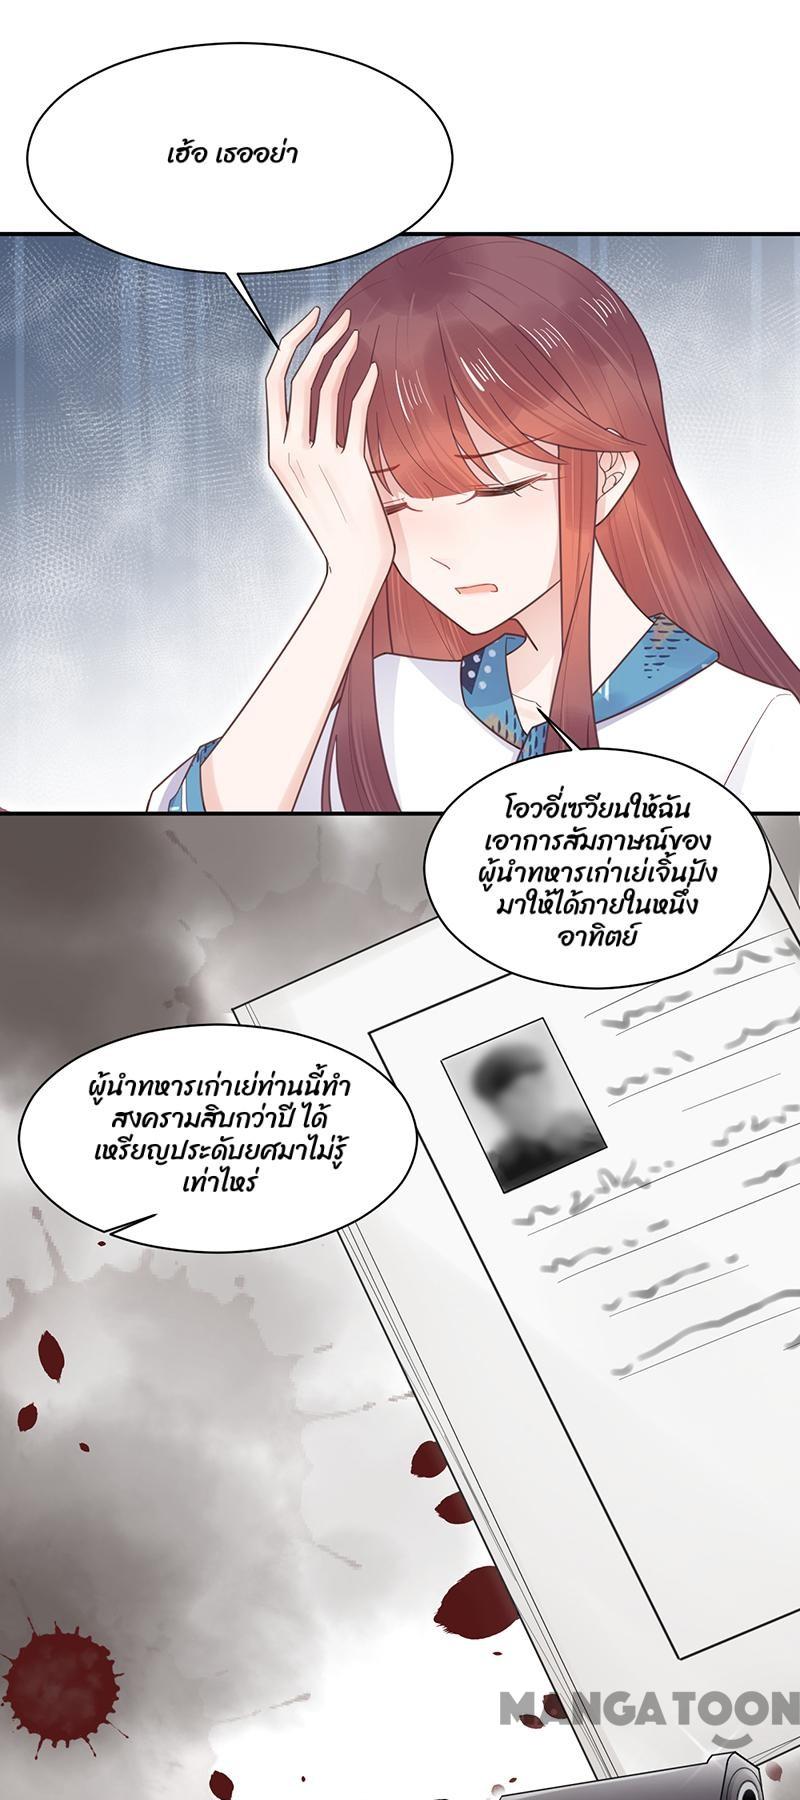 เฮ้อ เธออย่า
โอวอี่เซวียนให้ฉัน
เอาการสัมภาษณ์ของ
ผู้นำทหารเก่าเย่เจิ้นปัง
มาให้ได้ภายในหนึ่ง
อาทิตย์
ผู้นำทหารเก่าเย่ท่านนี้ทำ
สงครามสิบกว่าปี ได้
เหรียญประดับยศมาไม่รู้
เท่าไหร่
MANGATOON